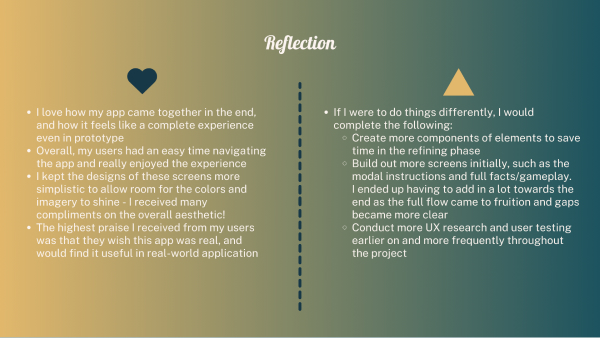 Reflection
• I love how my app came together in the end,
and how it feels like a complete experience
even in prototype
• Overall, my users had an easy time navigating
the app and really enjoyed the experience
• I kept the designs of these screens more
simplistic to allow room for the colors and
imagery to shine - I received many
compliments on the overall aesthetic!
• The highest praise I received from my users
was that they wish this app was real, and
would find it useful in real-world application
• If I were to do things differently, I would
complete the following:
○ Create more components of elements to save
time in the refining phase
○ Build out more screens initially, such as the
modal instructions and full facts/gameplay.
I ended up having to add in a lot towards the
end as the full flow came to fruition and gaps
became more clear
○ Conduct more UX research and user testing
earlier on and more frequently throughout
the project